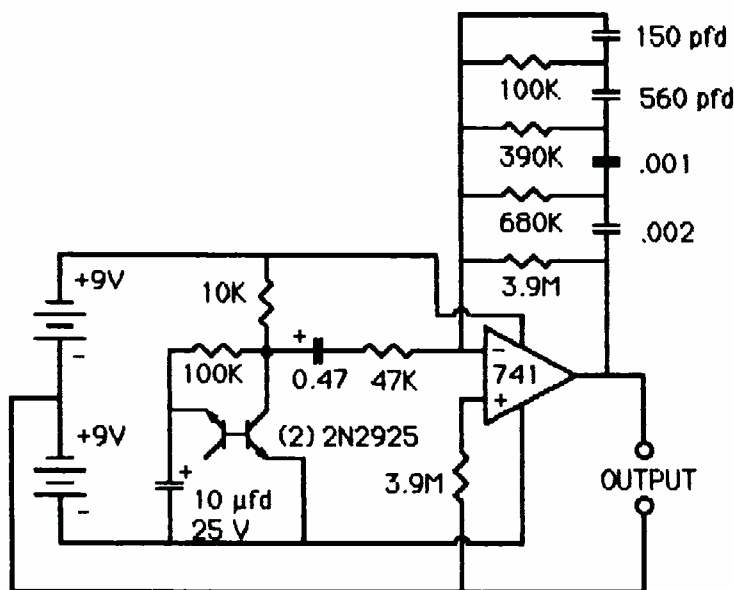 150 pfd
100K
560 pfd
390K
.001
680K
.002
3.9M
+9V
-
10K
+
100K
0.47
47K
-
741
+
+9V
-
(2) 2N2925
+
10 µfd
25 V
3.9M
OUTPUT